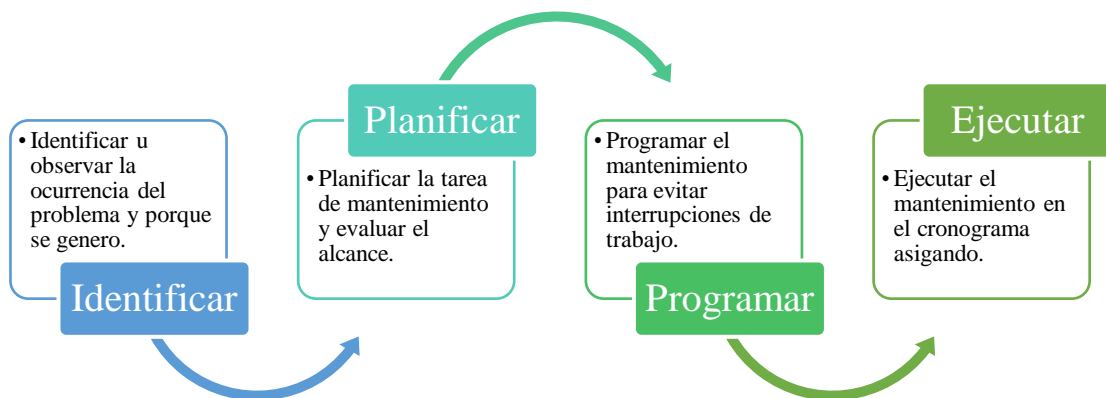 • Identificar u
observar la
ocurrencia del
problema y porque
se genero.
Identificar
Planificar
• Planificar la tarea
de mantenimiento
y evaluar el
alcance.
• Programar el
mantenimiento
para evitar
interrupciones de
trabajo.
Programar
Ejecutar
• Ejecutar el
mantenimiento en
el cronograma
asigando.